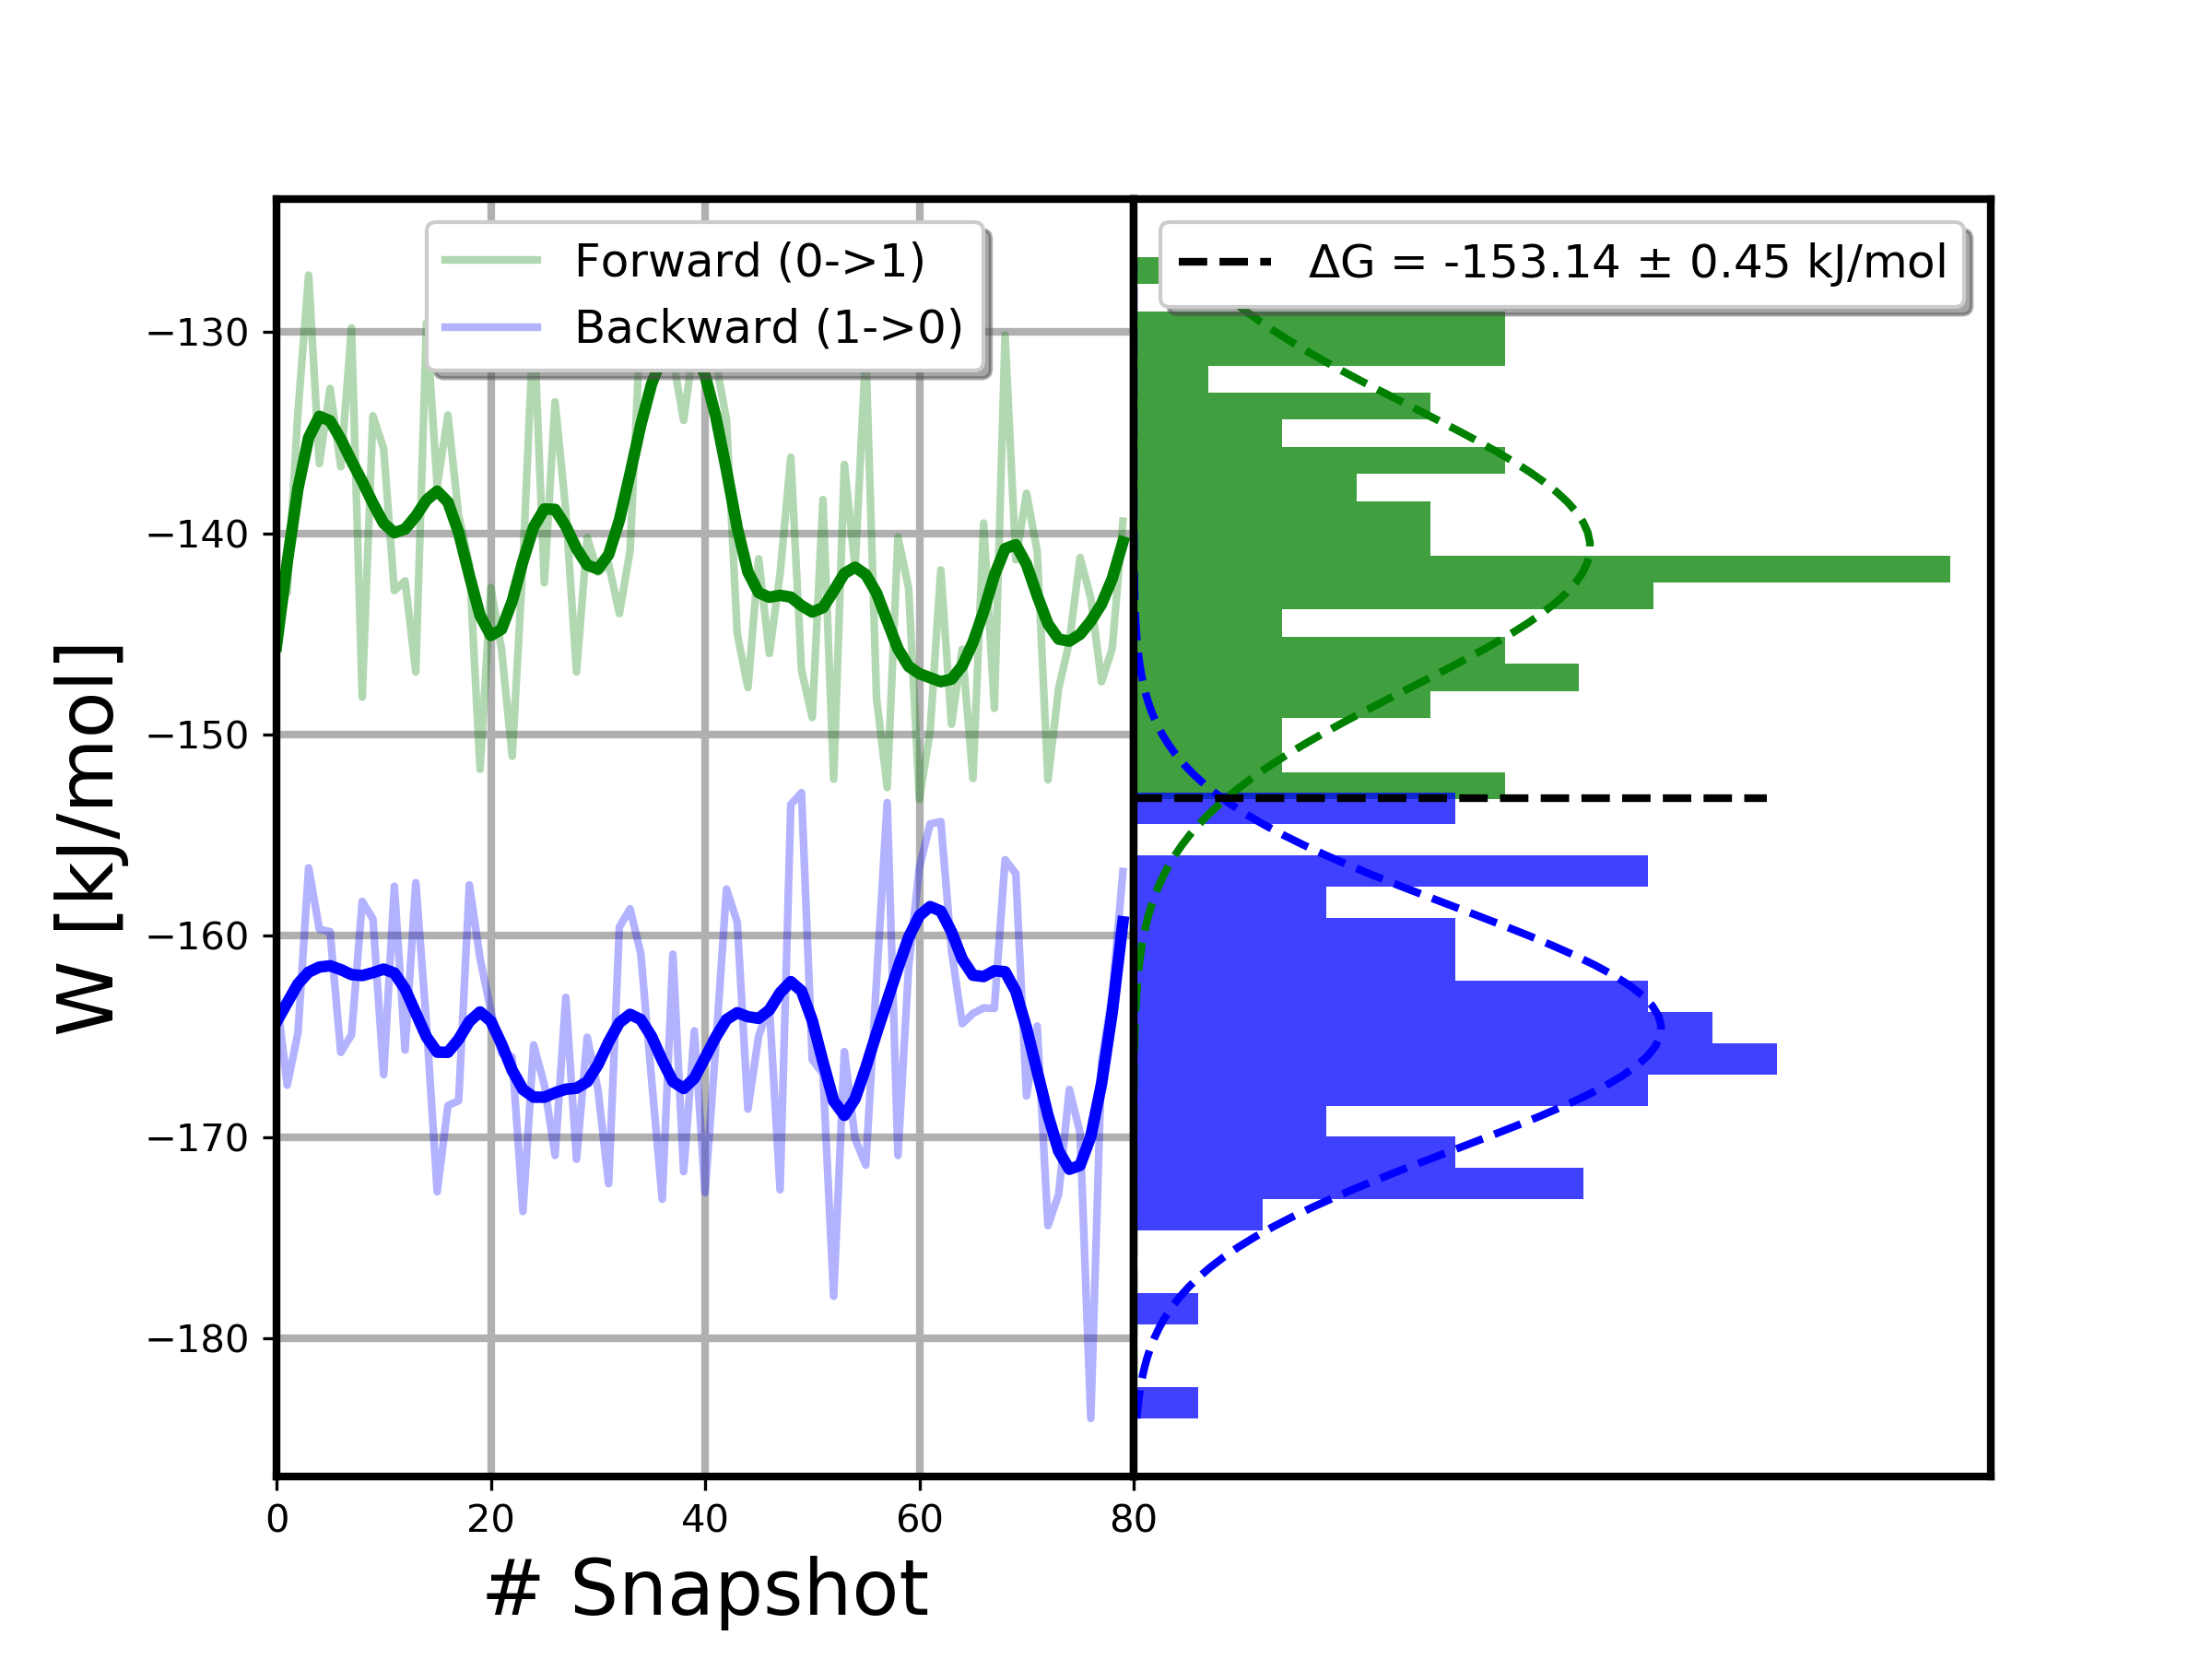 Forward (0->1)
Backward (1->0)
ΔG = -153.14 ± 0.45 kJ/mol
−130
−140
−150
−160
−170
−180
W [kJ/mol]
0 20 40 60 80
# Snapshot